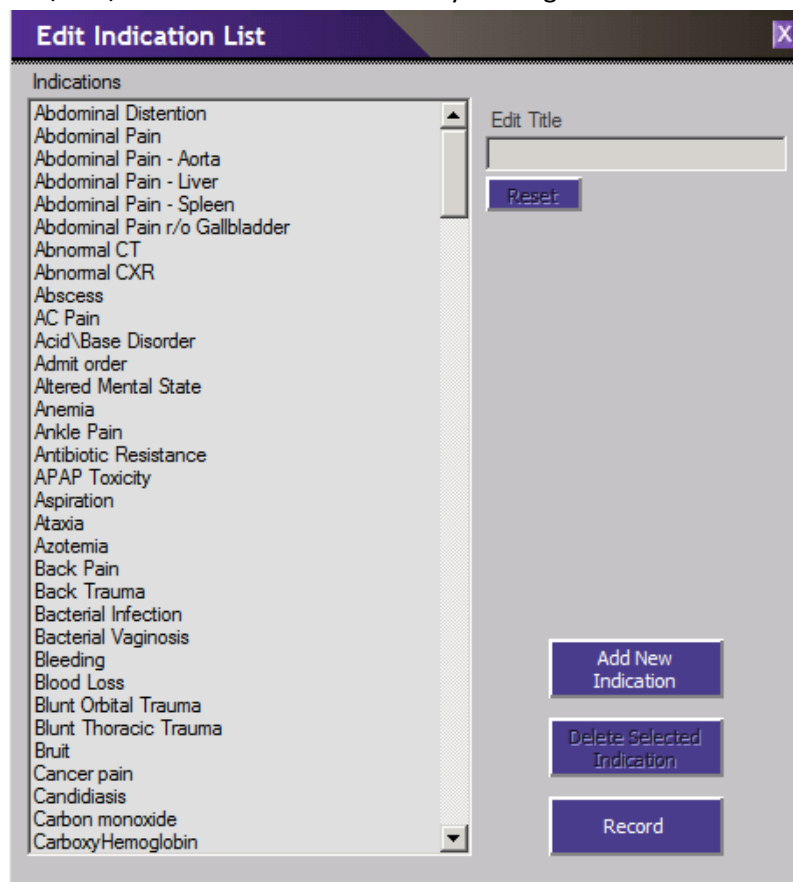 Edit Indication List
X
Indications
Abdominal Distention
Abdominal Pain
Abdominal Pain - Aorta
Abdominal Pain - Liver
Abdominal Pain - Spleen
Abdominal Pain r/o Gallbladder
Abnormal CT
Abnormal CXR
Abscess
AC Pain
Acid\Base Disorder
Admit order
Altered Mental State
Anemia
Ankle Pain
Antibiotic Resistance
APAP Toxicity
Aspiration
Ataxia
Azotemia
Back Pain
Back Trauma
Bacterial Infection
Bacterial Vaginosis
Bleeding
Blood Loss
Blunt Orbital Trauma
Blunt Thoracic Trauma
Bruit
Cancer pain
Candidiasis
Carbon monoxide
CarboxyHemoglobin
Edit Title
Reset
Add New
Indication
Delete Selected
Indication
Record